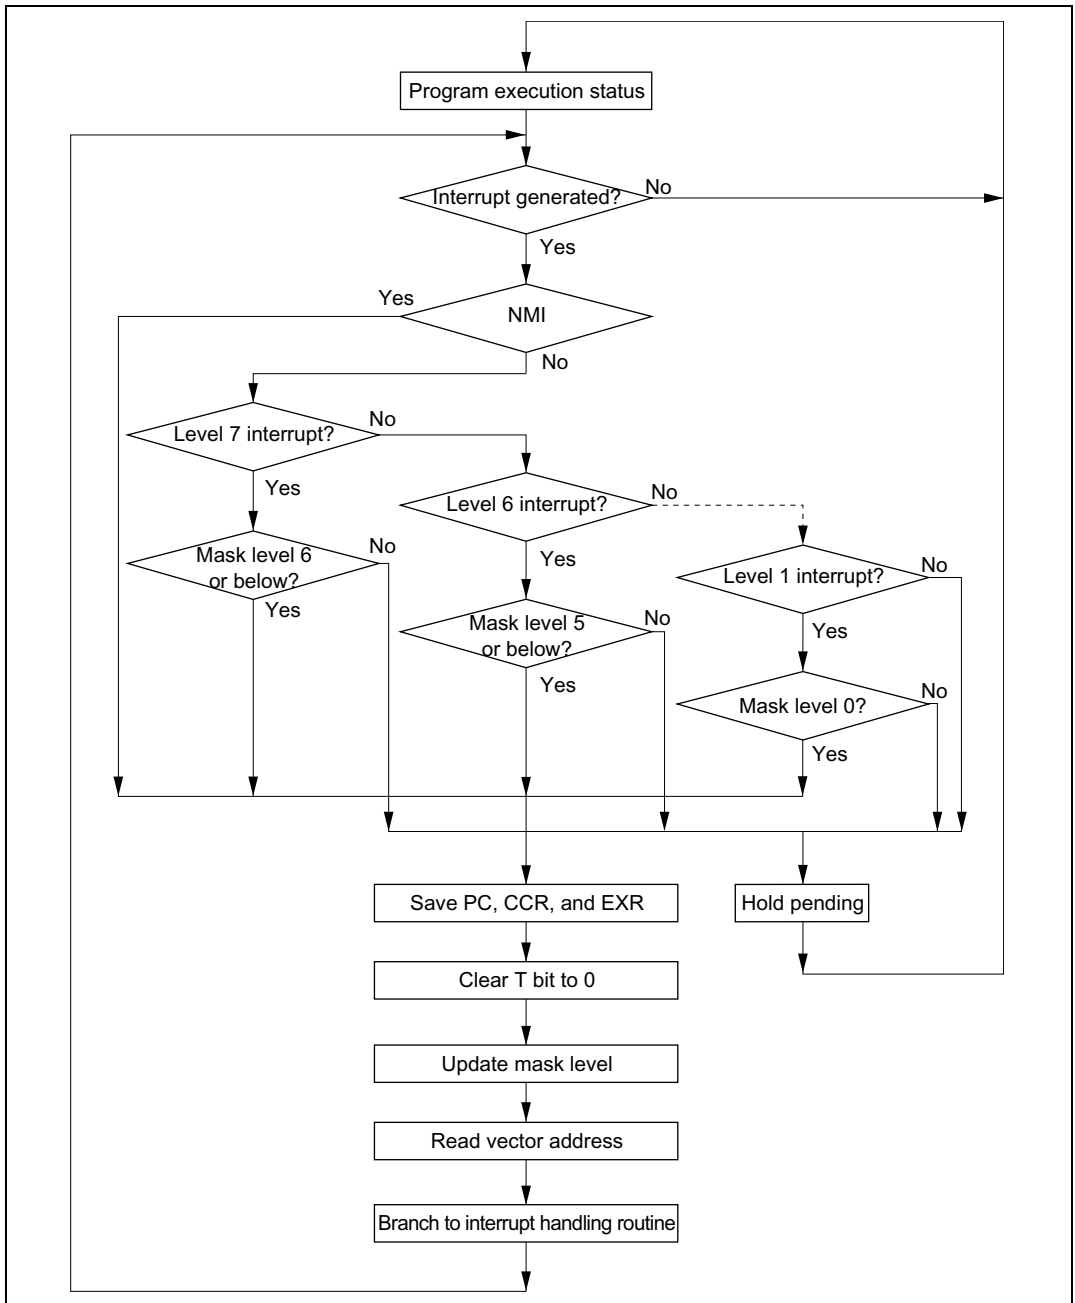 Program execution status
Interrupt generated?
No
Yes
Yes
NMI
No
Level 7 interrupt?
No
Yes
Level 6 interrupt?
No
Mask level 6
or below?
No
Yes
Yes
Level 1 interrupt?
No
Mask level 5
or below?
No
Yes
Yes
Mask level 0?
No
Yes
Save PC, CCR, and EXR
Hold pending
Clear T bit to 0
Update mask level
Read vector address
Branch to interrupt handling routine